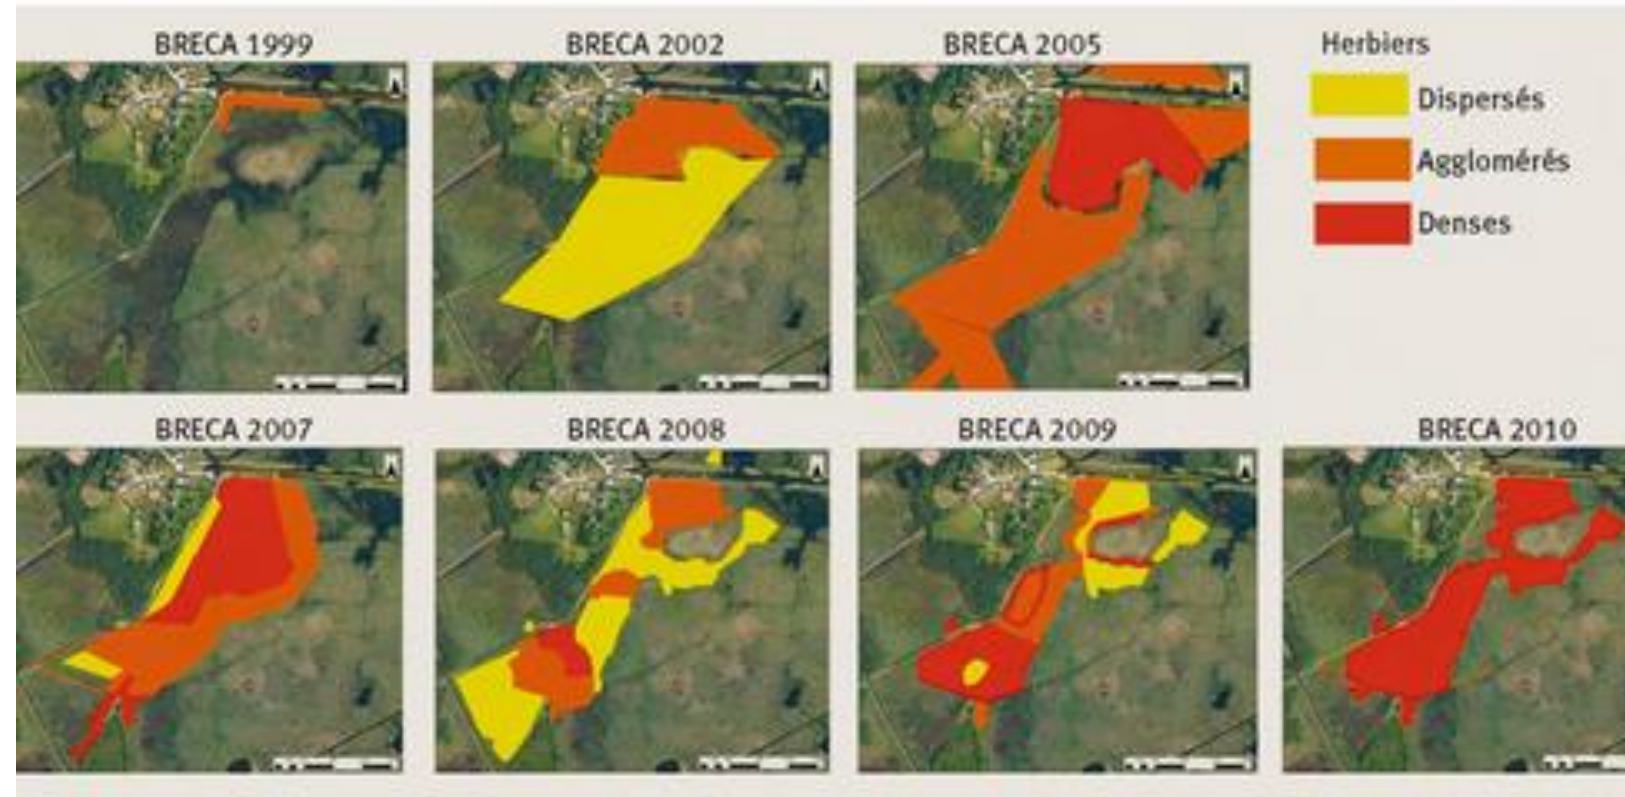 BRECA 1999
BRECA 2002
BRECA 2005
Herbiers
Dispersés
Agglomérés
Denses
BRECA 2007
BRECA 2008
BRECA 2009
BRECA 2010